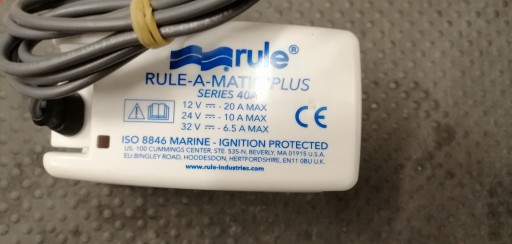 rule®
RULE-A-MATIC PLUS
SERIES 40A
12 V ⎓ - 20 A MAX
24 V ⎓ - 10 A MAX
32 V ⎓ - 6.5 A MAX
CE
ISO 8846 MARINE - IGNITION PROTECTED
US: 100 CUMMINGS CENTER, STE. 535-N, BEVERLY, MA 01915 U.S.A.
EU: BINGLEY ROAD, HODDESDON, HERTFORDSHIRE, EN11 0BU U.K.
www.rule-industries.com